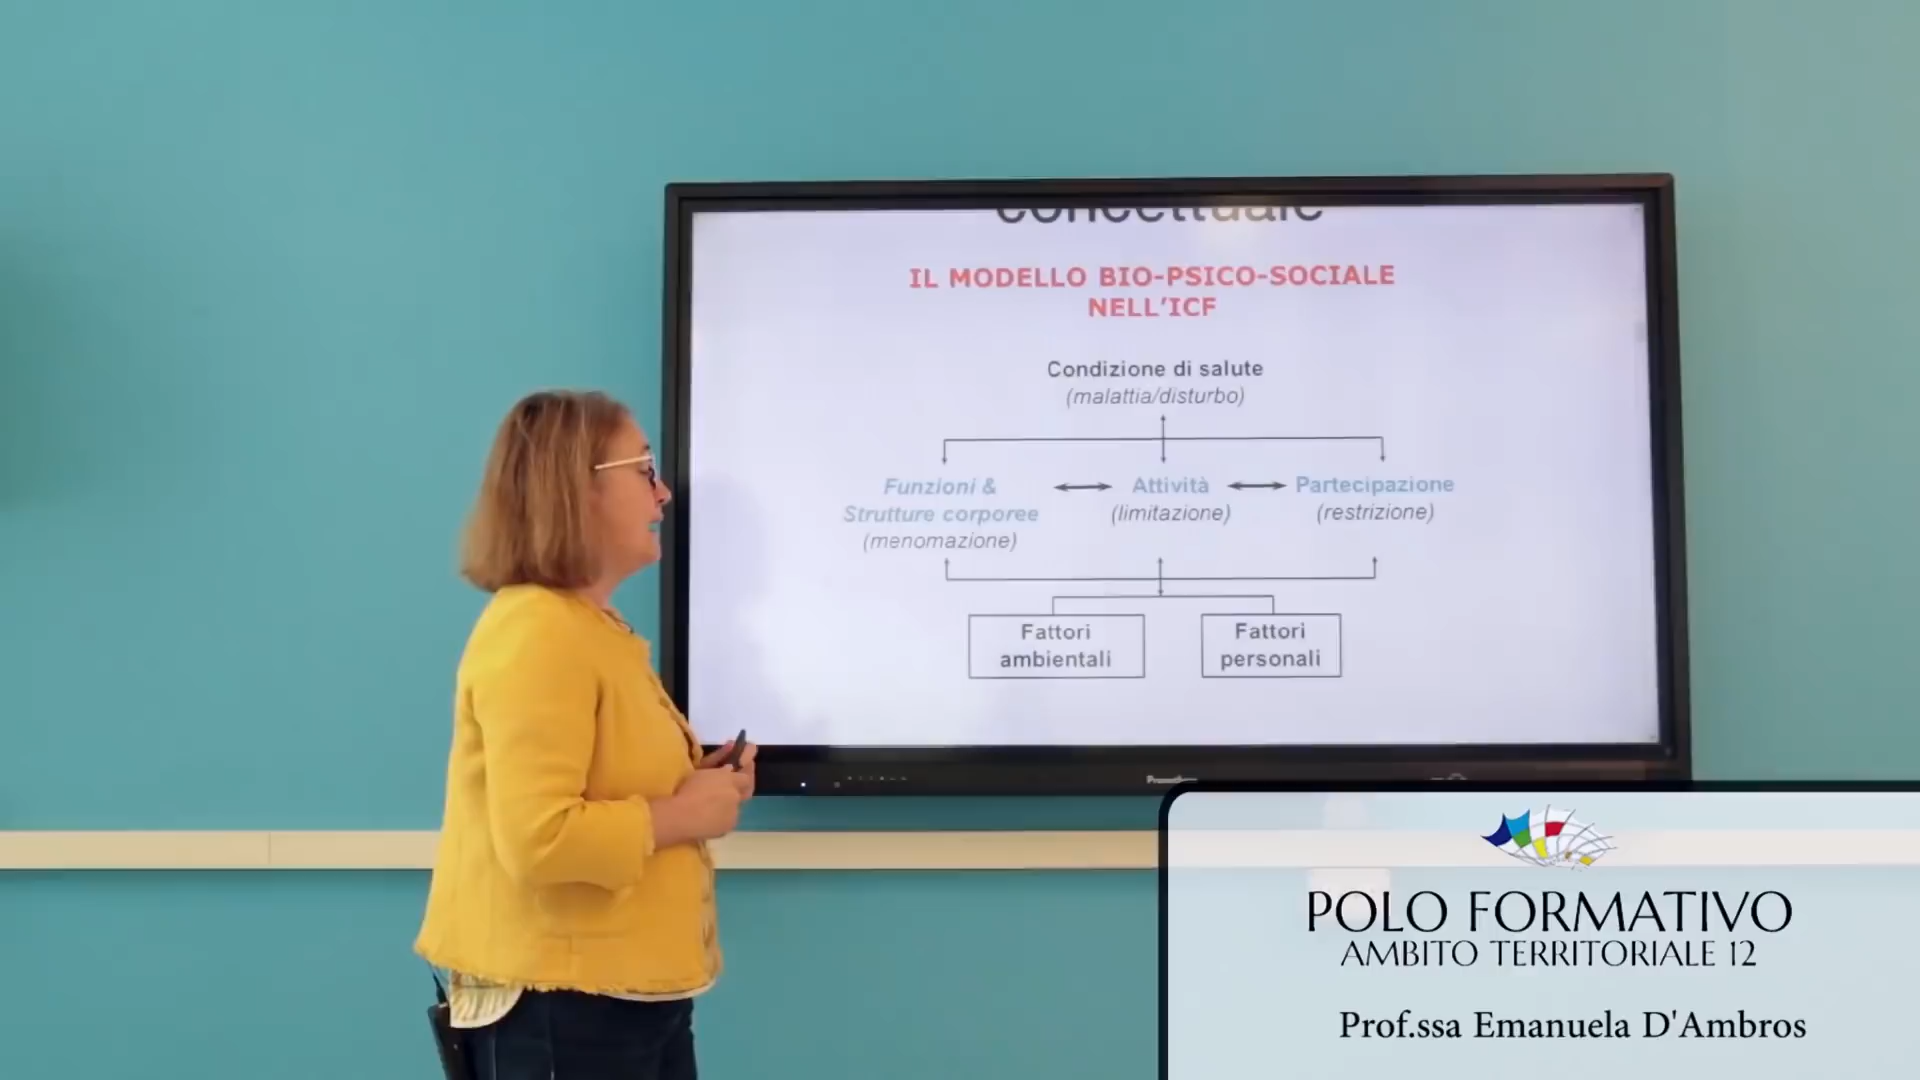 concettuale
IL MODELLO BIO-PSICO-SOCIALE
NELL'ICF
Condizione di salute
(malattia/disturbo)
Funzioni &
Strutture corporee
(menomazione)
Attività
(limitazione)
Partecipazione
(restrizione)
Fattori
ambientali
Fattori
personali
POLO FORMATIVO
AMBITO TERRITORIALE 12
Prof.ssa Emanuela D'Ambros